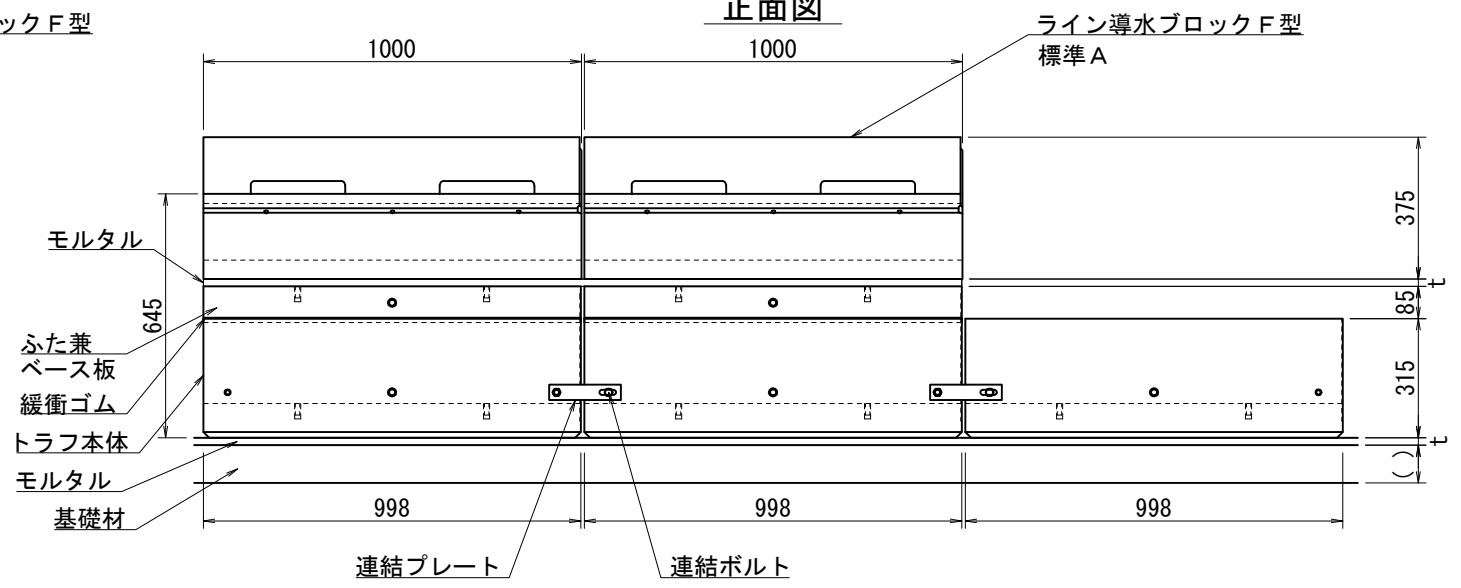 正面図
ックＦ型
ライン導水ブロックＦ型
標準Ａ
1000
1000
375
モルタル
t
85
645
ふた兼
ベース板
315
緩衝ゴム
トラフ本体
t
モルタル
( )
基礎材
998
998
998
連結プレート
連結ボルト